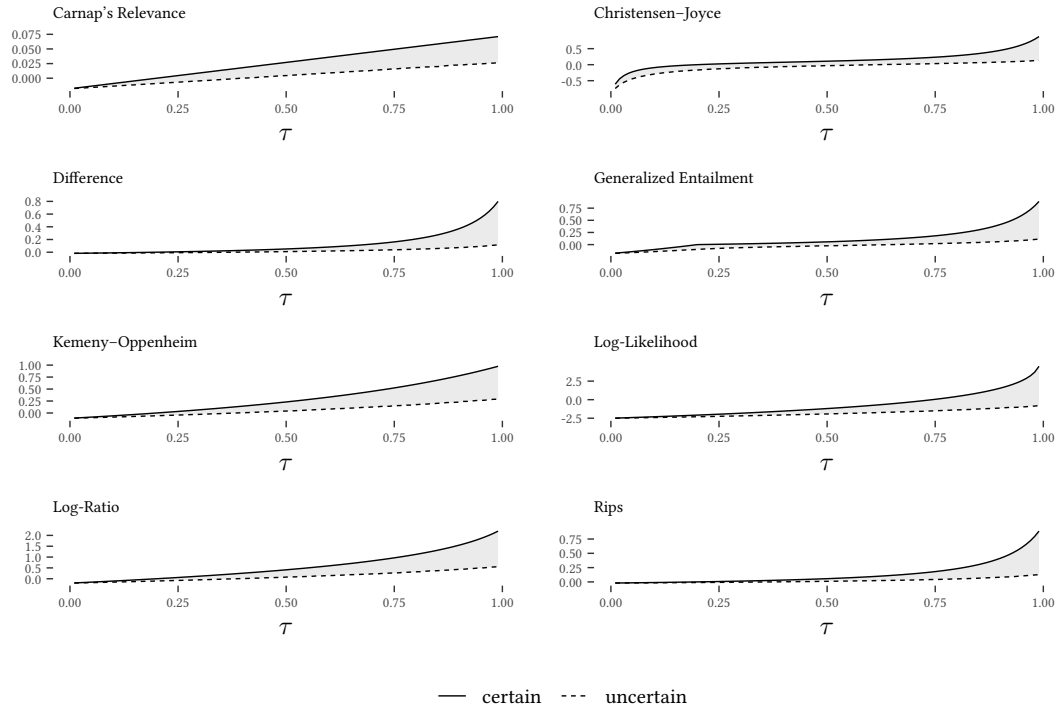 Carnap's Relevance
0.075
0.050
0.025
0.000
0.00 0.25 0.50 0.75 1.00
τ
Christensen–Joyce
0.5
0.0
-0.5
0.00 0.25 0.50 0.75 1.00
τ
Difference
0.8
0.6
0.4
0.2
0.0
0.00 0.25 0.50 0.75 1.00
τ
Generalized Entailment
0.75
0.50
0.25
0.00
0.00 0.25 0.50 0.75 1.00
τ
Kemeny–Oppenheim
1.00
0.75
0.50
0.25
0.00
0.00 0.25 0.50 0.75 1.00
τ
Log-Likelihood
2.5
0.0
-2.5
0.00 0.25 0.50 0.75 1.00
τ
Log-Ratio
2.0
1.5
1.0
0.5
0.0
0.00 0.25 0.50 0.75 1.00
τ
Rips
0.75
0.50
0.25
0.00
0.00 0.25 0.50 0.75 1.00
τ
certain uncertain